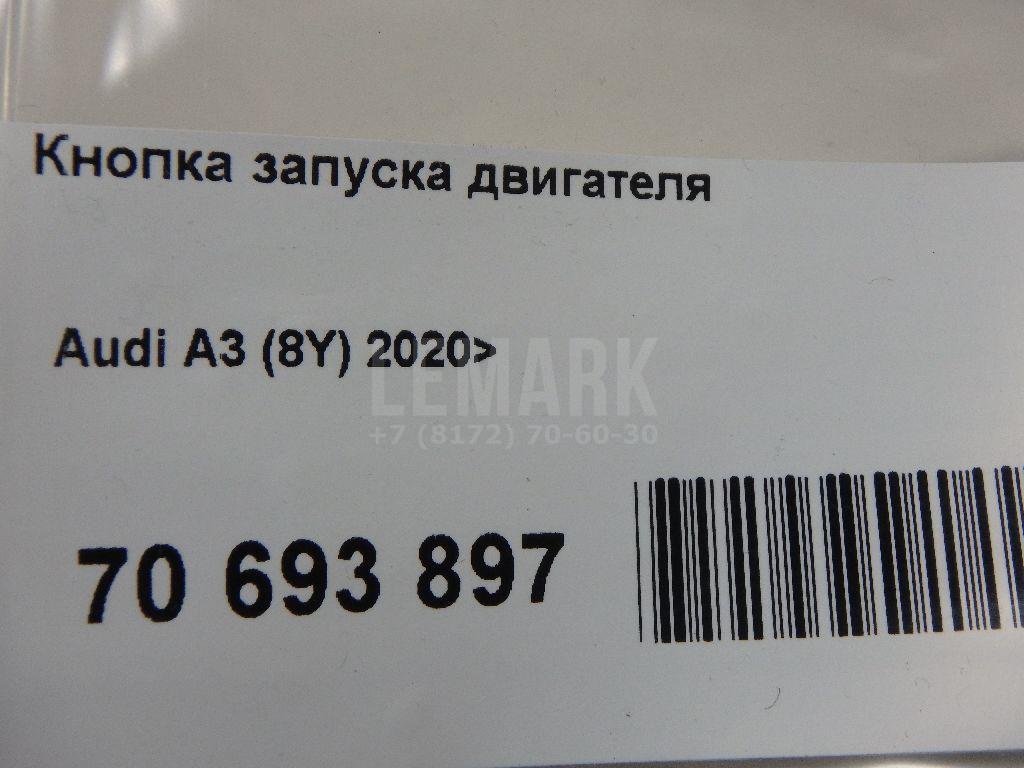 Кнопка запуска двигателя
Audi A3 (8Y) 2020>
LEMARK
+7 (8172) 70-60-30
70 693 897